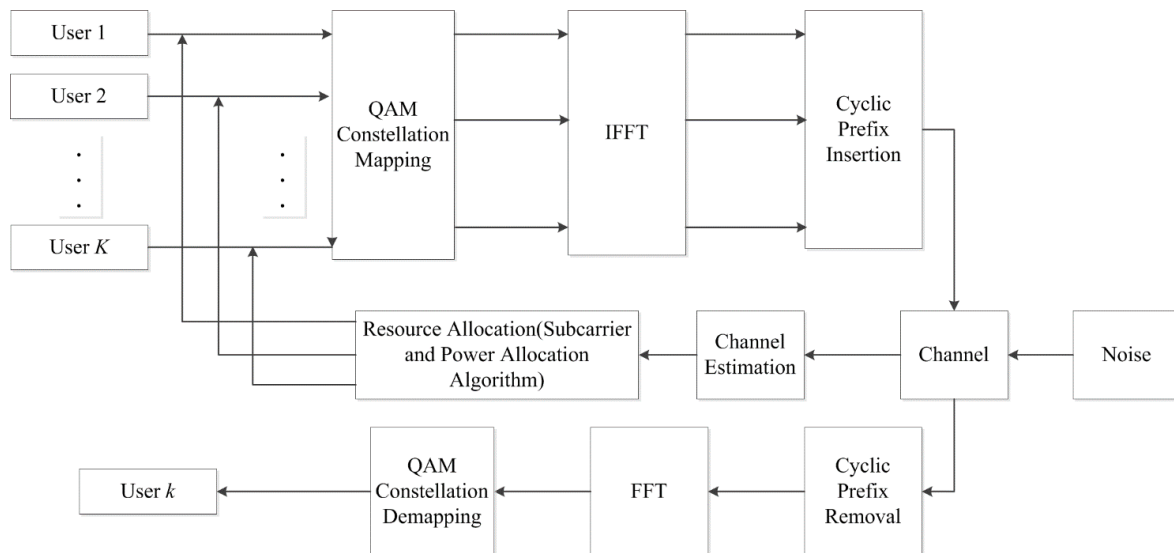 User 1
User 2
User K
QAM
Constellation
Mapping
IFFT
Cyclic
Prefix
Insertion
Resource Allocation(Subcarrier
and Power Allocation
Algorithm)
Channel
Estimation
Channel
Noise
User k
QAM
Constellation
Demapping
FFT
Cyclic
Prefix
Removal